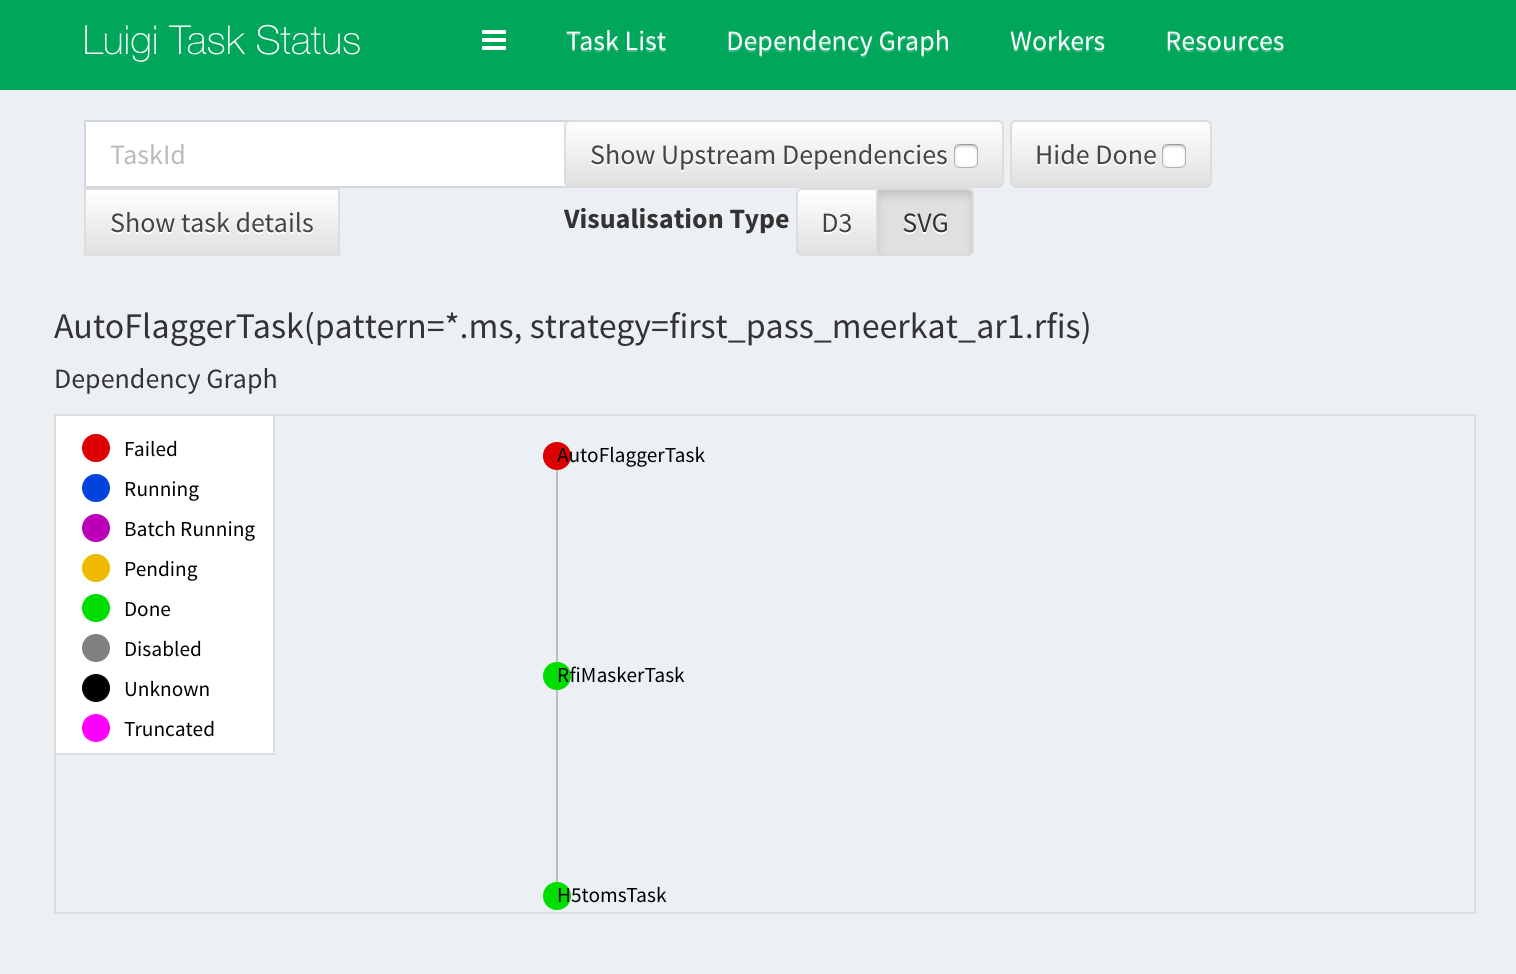 Luigi Task Status
Task List
Dependency Graph
Workers
Resources
TaskId
Show Upstream Dependencies
Hide Done
Show task details
Visualisation Type
D3
SVG
AutoFlaggerTask(pattern=*.ms, strategy=first_pass_meerkat_ar1.rfis)
Dependency Graph
Failed
Running
Batch Running
Pending
Done
Disabled
Unknown
Truncated
AutoFlaggerTask
RfiMaskerTask
H5tomsTask